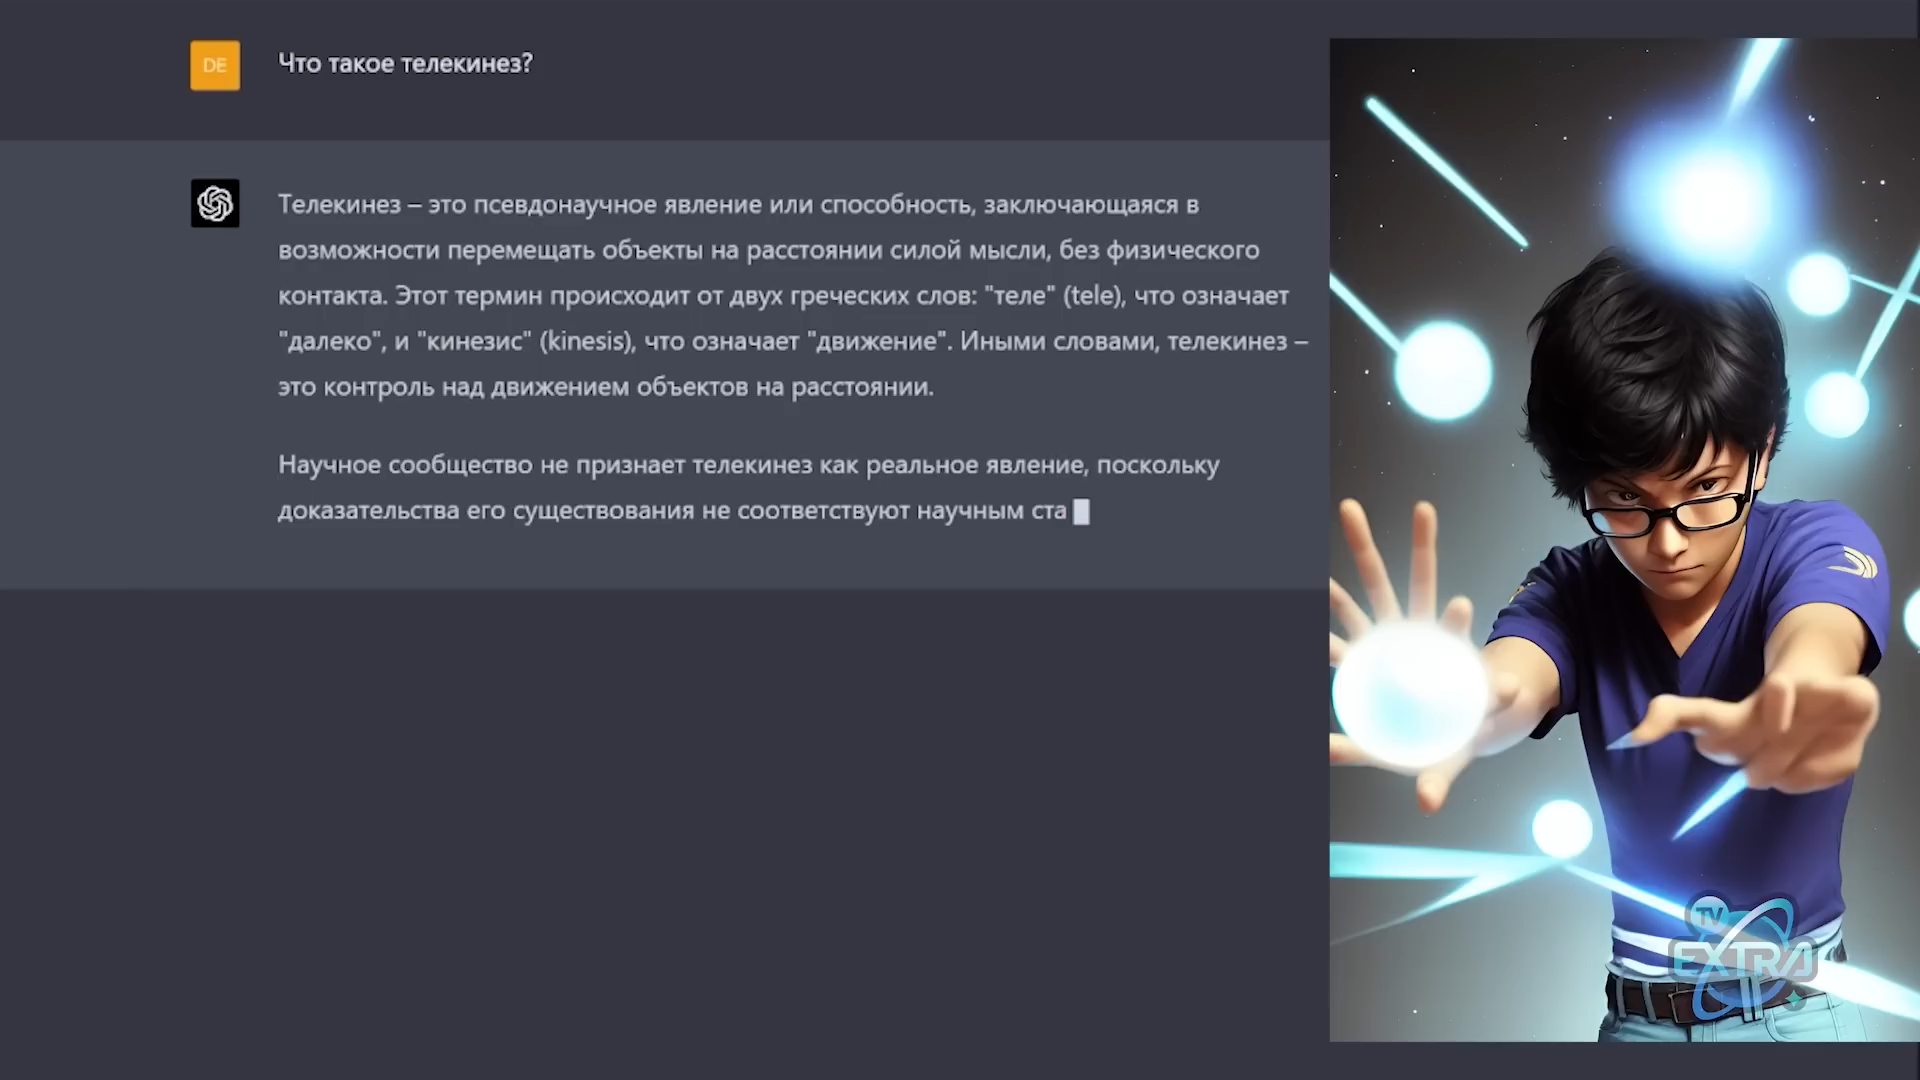 DE
Что такое телекинез?
Телекинез – это псевдонаучное явление или способность, заключающаяся в
возможности перемещать объекты на расстоянии силой мысли, без физического
контакта. Этот термин происходит от двух греческих слов: "теле" (tele), что означает
"далеко", и "кинезис" (kinesis), что означает "движение". Иными словами, телекинез –
это контроль над движением объектов на расстоянии.
Научное сообщество не признает телекинез как реальное явление, поскольку
доказательства его существования не соответствуют научным ста
TV
EXTRA